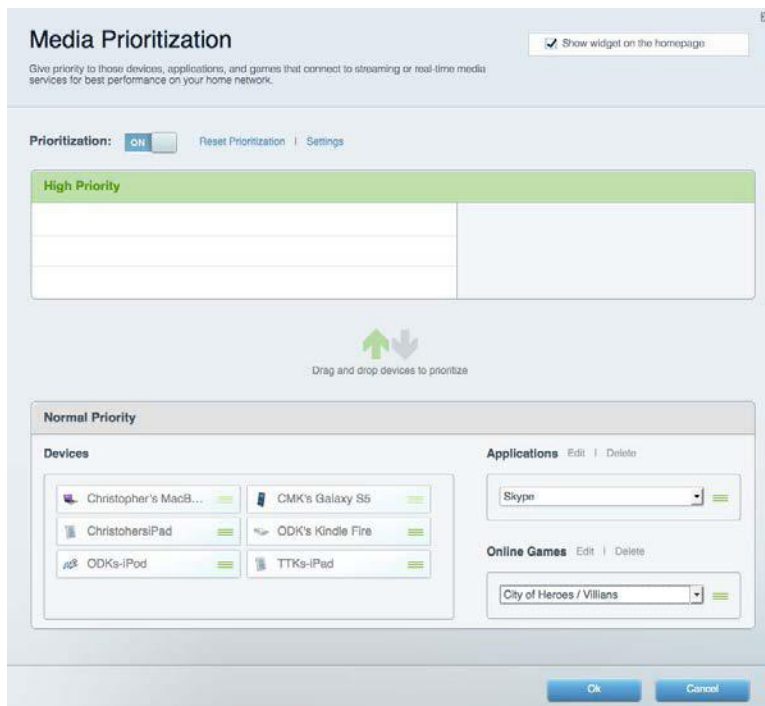 Media Prioritization
Show widget on the homepage
Give priority to those devices, applications, and games that connect to streaming or real-time media
services for best performance on your home network.
Prioritization: ON Reset Prioritization | Settings
High Priority
Drag and drop devices to prioritize
Normal Priority
Devices
Christopher's MacB...
CMK's Galaxy S5
ChristohersiPad
ODK's Kindle Fire
ODKs-iPod
TTKs-iPad
Applications Edit | Delete
Skype
Online Games Edit | Delete
City of Heroes / Villians
Ok
Cancel